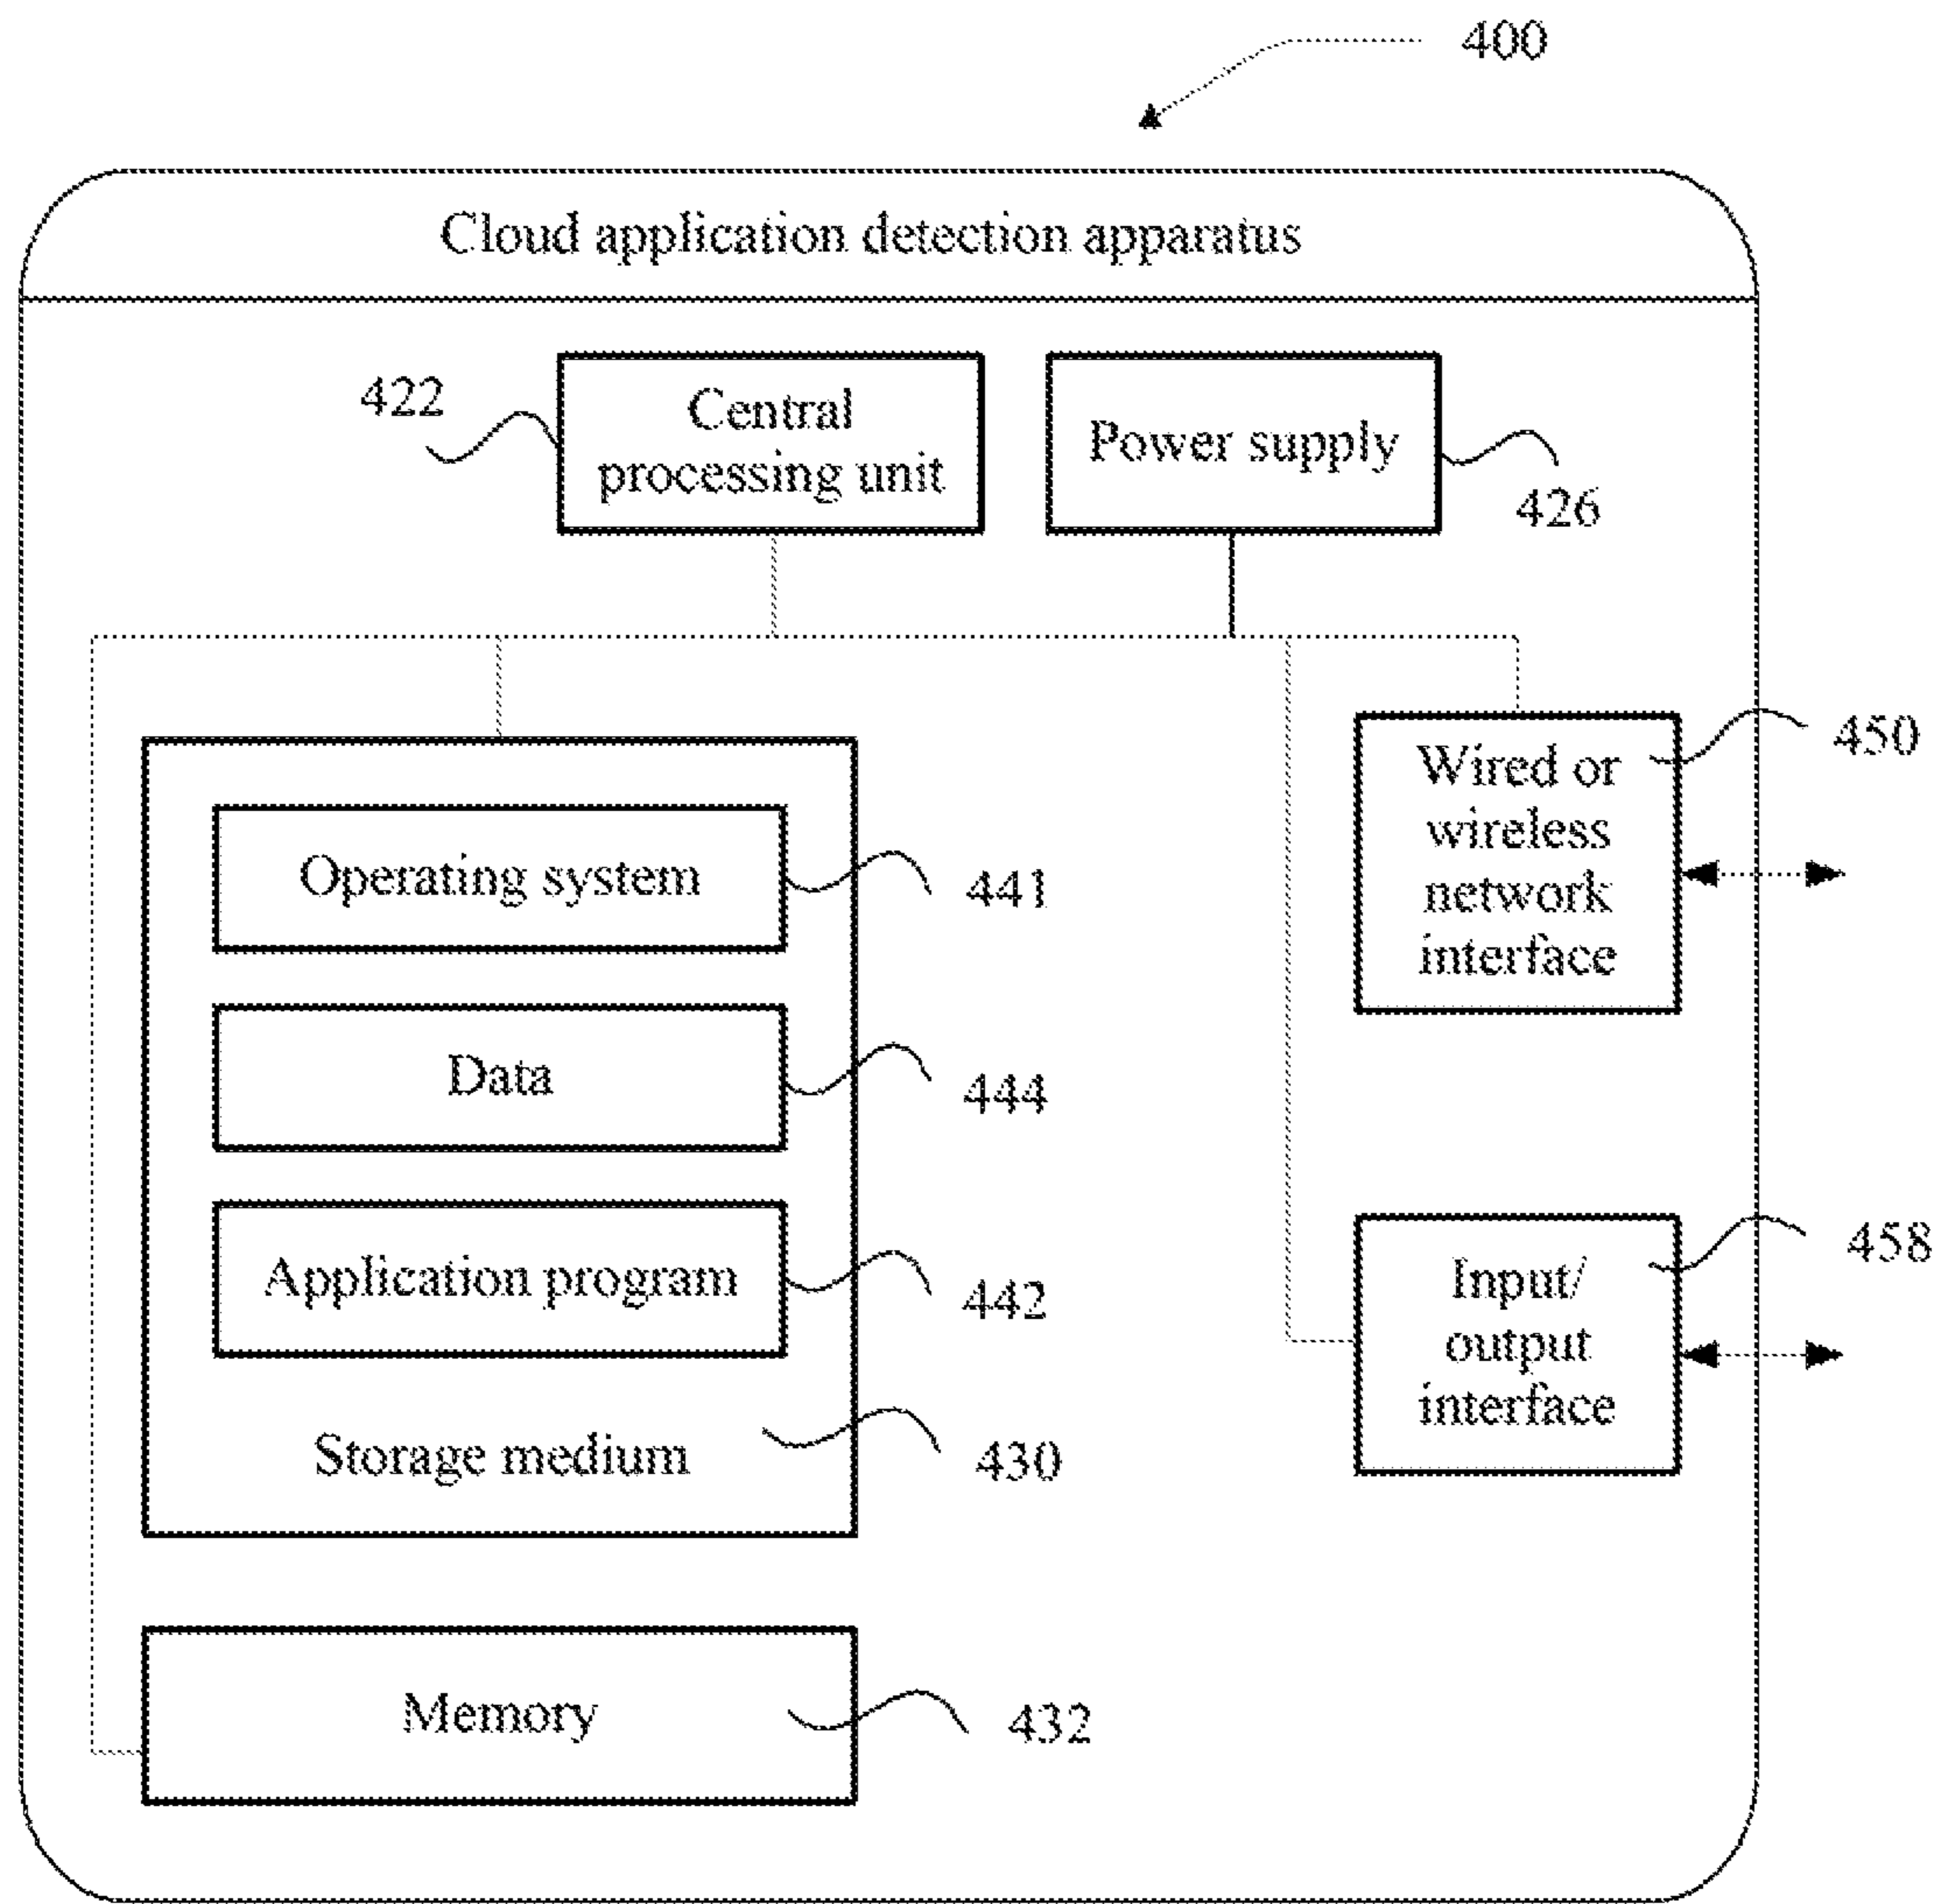 400
Cloud application detection apparatus
422
Central
processing unit
Power supply
426
Operating system
441
Data
444
Application program
442
Storage medium
430
Memory
432
Wired or
wireless
network
interface
450
Input/
output
interface
458